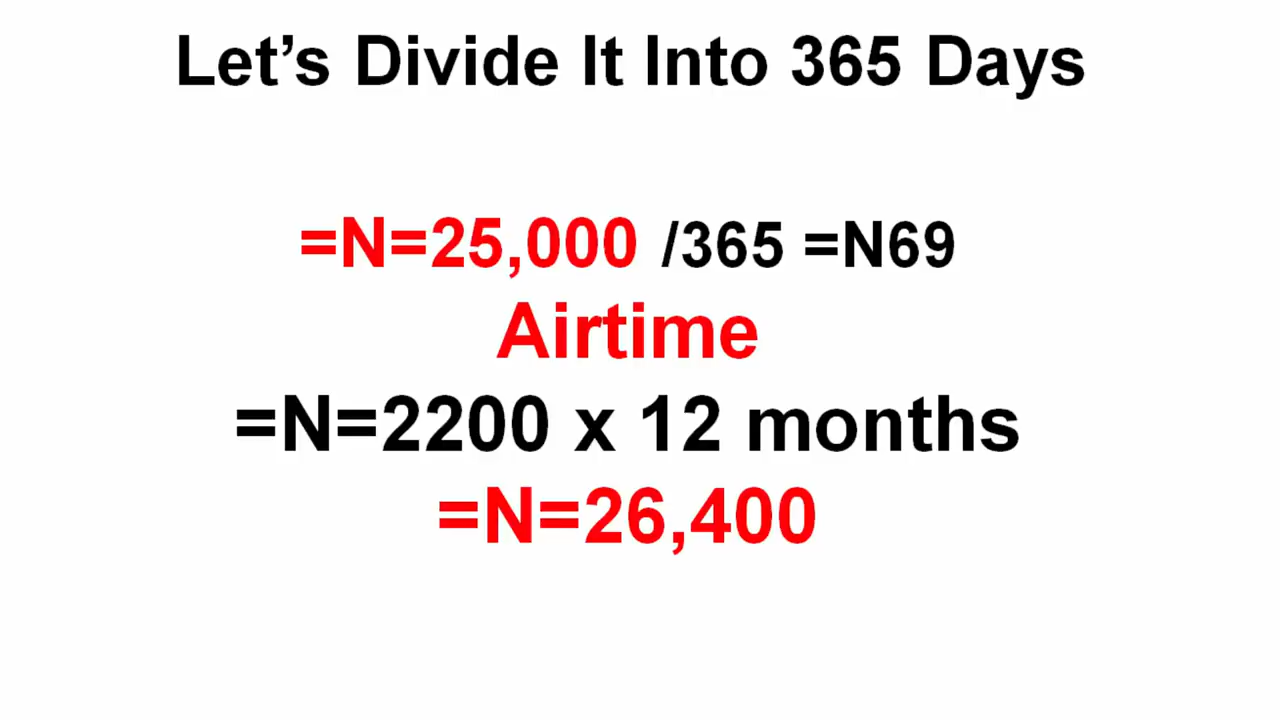 Let’s Divide It Into 365 Days
=N=25,000 /365 =N69
Airtime
=N=2200 x 12 months
=N=26,400